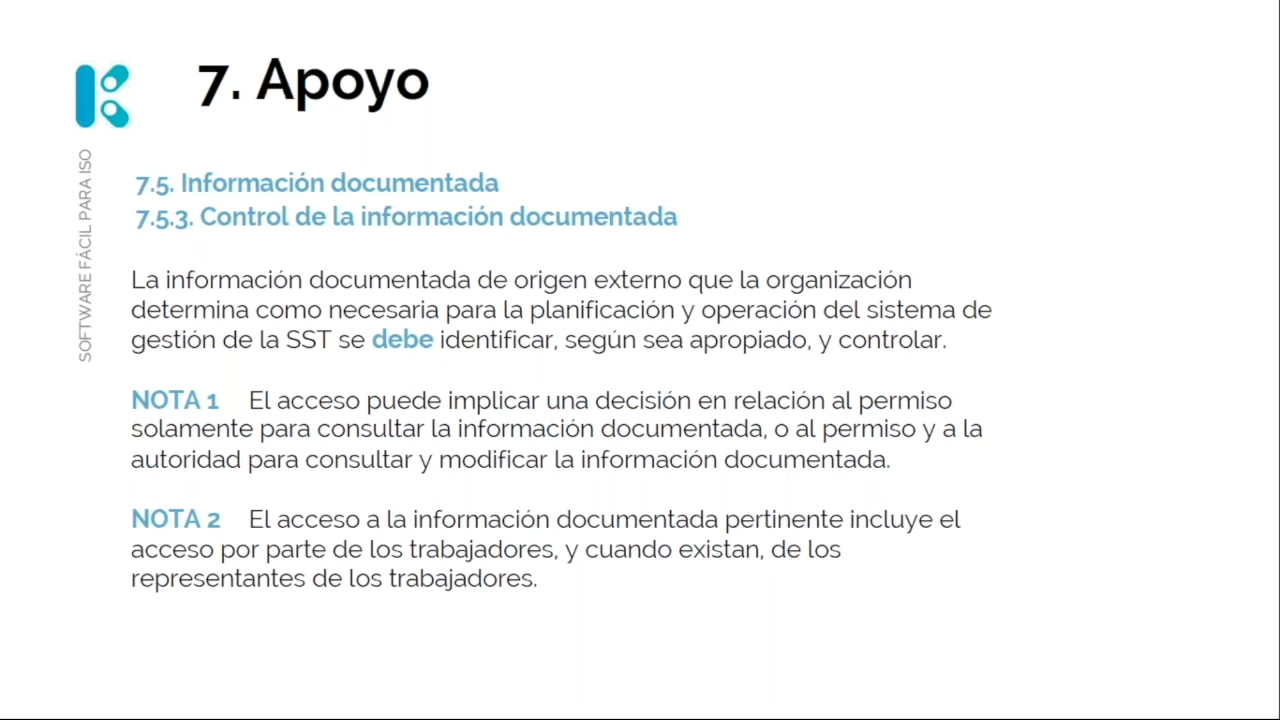 7. Apoyo
SOFTWARE FÁCIL PARA ISO
7.5. Información documentada
7.5.3. Control de la información documentada
La información documentada de origen externo que la organización
determina como necesaria para la planificación y operación del sistema de
gestión de la SST se debe identificar, según sea apropiado, y controlar.
NOTA 1 El acceso puede implicar una decisión en relación al permiso
solamente para consultar la información documentada, o al permiso y a la
autoridad para consultar y modificar la información documentada.
NOTA 2 El acceso a la información documentada pertinente incluye el
acceso por parte de los trabajadores, y cuando existan, de los
representantes de los trabajadores.